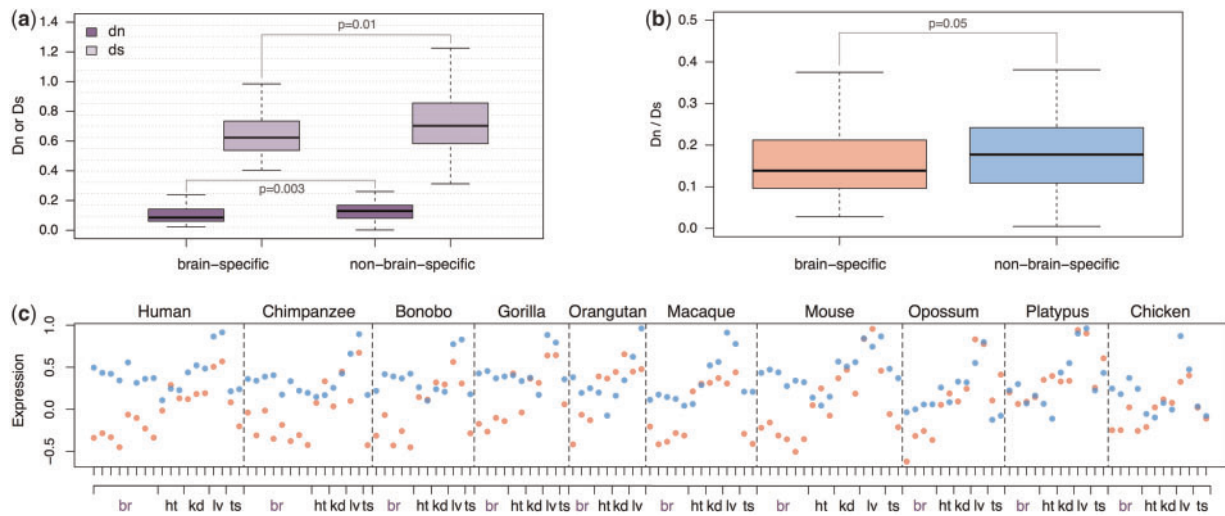 (a)
1.4
1.2
1.0
0.8
0.6
0.4
0.2
0.0
Dn or Ds
dn
ds
p=0.01
p=0.003
brain−specific
non−brain−specific
(b)
0.5
0.4
0.3
0.2
0.1
0.0
Dn / Ds
p=0.05
brain−specific
non−brain−specific
(c)
Human Chimpanzee Bonobo Gorilla Orangutan Macaque Mouse Opossum Platypus Chicken
1.0
0.5
0.0
−0.5
Expression
br ht kd lv ts br ht kd lv ts br ht kd lv ts br ht kd lv ts br ht kd lv br ht kd lv ts br ht kd lv ts br ht kd lv ts br ht kd lv ts br ht kd lv ts